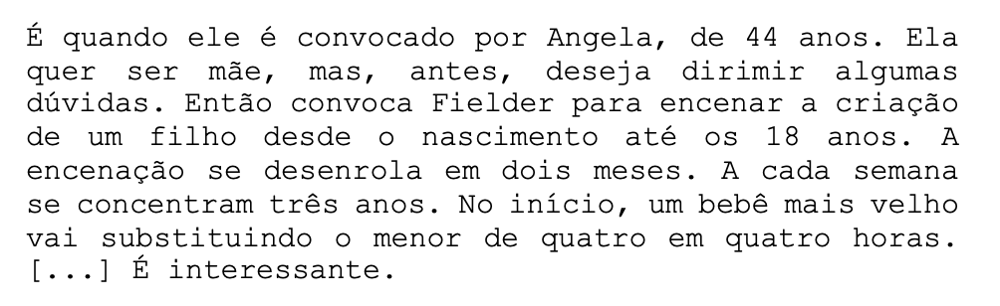 É quando ele é convocado por Angela, de 44 anos. Ela
quer ser mãe, mas, antes, deseja dirimir algumas
dúvidas. Então convoca Fielder para encenar a criação
de um filho desde o nascimento até os 18 anos. A
encenação se desenrola em dois meses. A cada semana
se concentram três anos. No início, um bebê mais velho
vai substituindo o menor de quatro em quatro horas.
[...] É interessante.